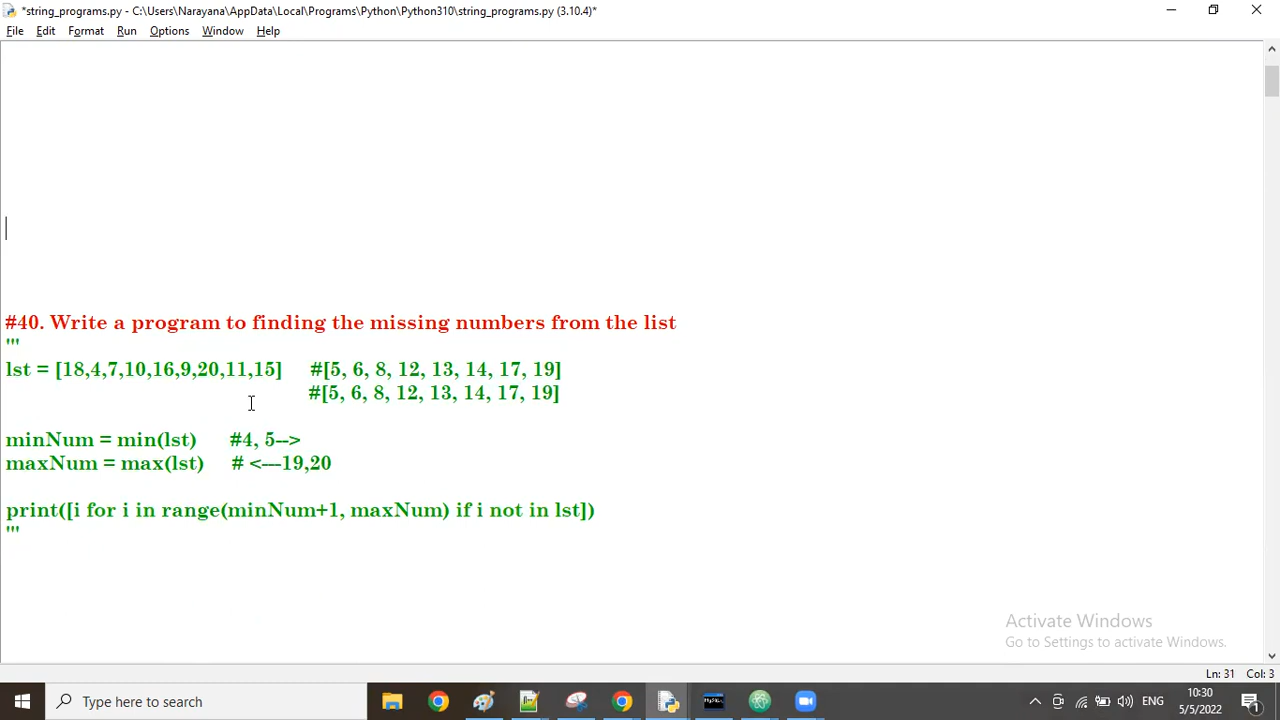 *string_programs.py - C:\Users\Narayana\AppData\Local\Programs\Python\Python310\string_programs.py (3.10.4)*
File Edit Format Run Options Window Help
#40. Write a program to finding the missing numbers from the list
'''
lst = [18,4,7,10,16,9,20,11,15] #[5, 6, 8, 12, 13, 14, 17, 19]
#[5, 6, 8, 12, 13, 14, 17, 19]
minNum = min(lst) #4, 5-->
maxNum = max(lst) # <---19,20
print([i for i in range(minNum+1, maxNum) if i not in lst])
'''
Activate Windows
Go to Settings to activate Windows.
Ln: 31 Col: 3
Type here to search
ENG
10:30
5/5/2022
1